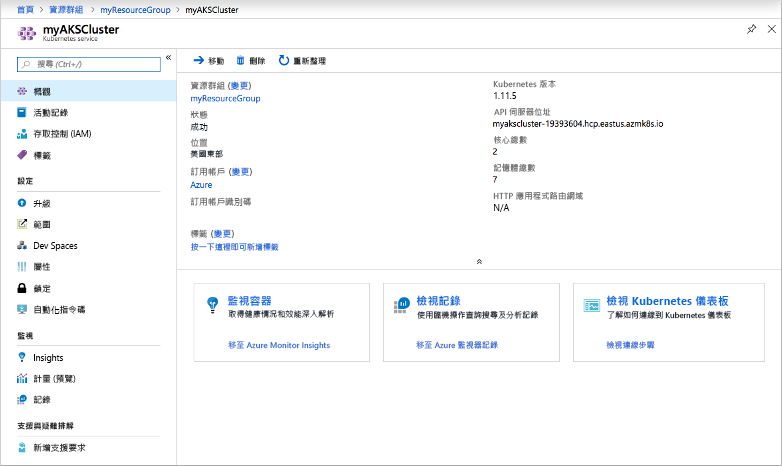 首頁 > 資源群組 > myResourceGroup > myAKSCluster
myAKSCluster
Kubernetes service
搜尋 (Ctrl+/)
概觀
活動記錄
存取控制 (IAM)
標籤
設定
升級
範圍
Dev Spaces
屬性
鎖定
自動化指令碼
監視
Insights
計量 (預覽)
記錄
支援與疑難排解
新增支援要求
移動 刪除 重新整理
資源群組 (變更)
myResourceGroup
狀態
成功
位置
美國東部
訂用帳戶 (變更)
Azure
訂用帳戶識別碼
標籤 (變更)
按一下這裡即可新增標籤
Kubernetes 版本
1.11.5
API 伺服器位址
myakscluster-19393604.hcp.eastus.azmk8s.io
核心總數
2
記憶體總數
7
HTTP 應用程式路由網域
N/A
監視容器
取得健康情況和效能深入解析
移至 Azure Monitor Insights
檢視記錄
使用臨機操作查詢搜尋及分析記錄
移至 Azure 監視器記錄
檢視 Kubernetes 儀表板
了解如何連線到 Kubernetes 儀表板
檢視連線步驟